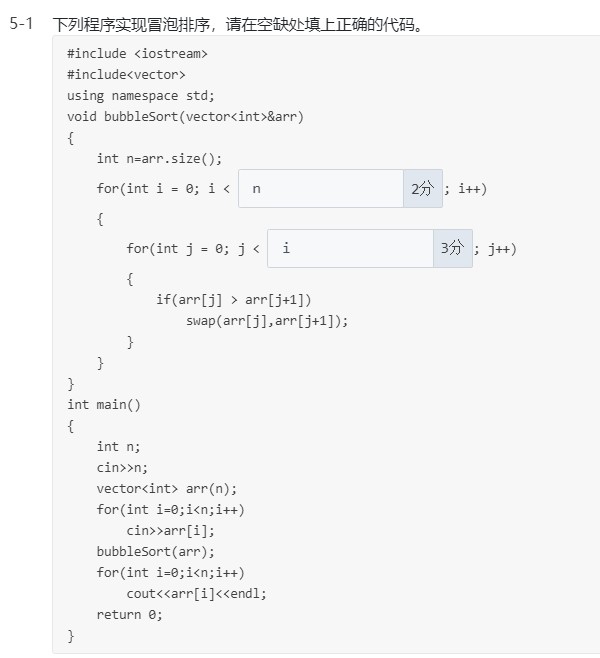 5-1 下列程序实现冒泡排序，请在空缺处填上正确的代码。
#include <iostream>
#include<vector>
using namespace std;
void bubbleSort(vector<int>&arr)
{
int n=arr.size();
for(int i = 0; i < n 2分 ; i++)
{
for(int j = 0; j < i 3分 ; j++)
{
if(arr[j] > arr[j+1])
swap(arr[j],arr[j+1]);
}
}
}
int main()
{
int n;
cin>>n;
vector<int> arr(n);
for(int i=0;i<n;i++)
cin>>arr[i];
bubbleSort(arr);
for(int i=0;i<n;i++)
cout<<arr[i]<<endl;
return 0;
}